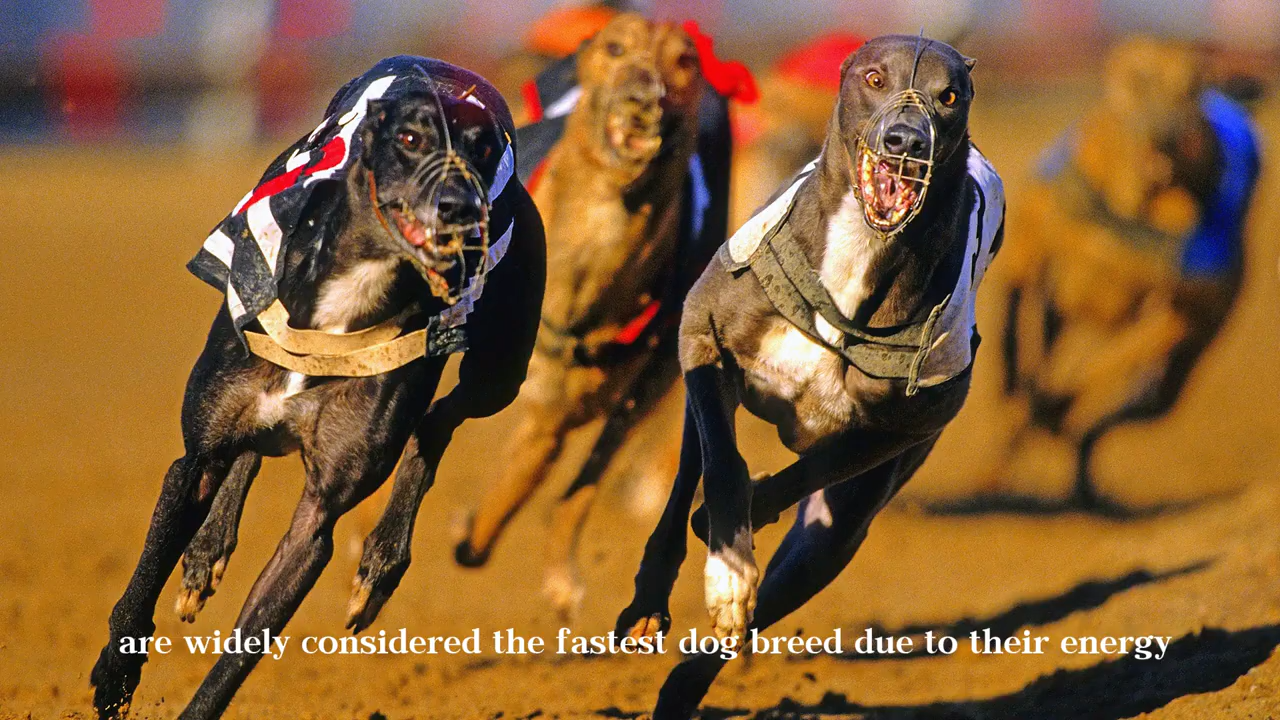 are widely considered the fastest dog breed due to their energy